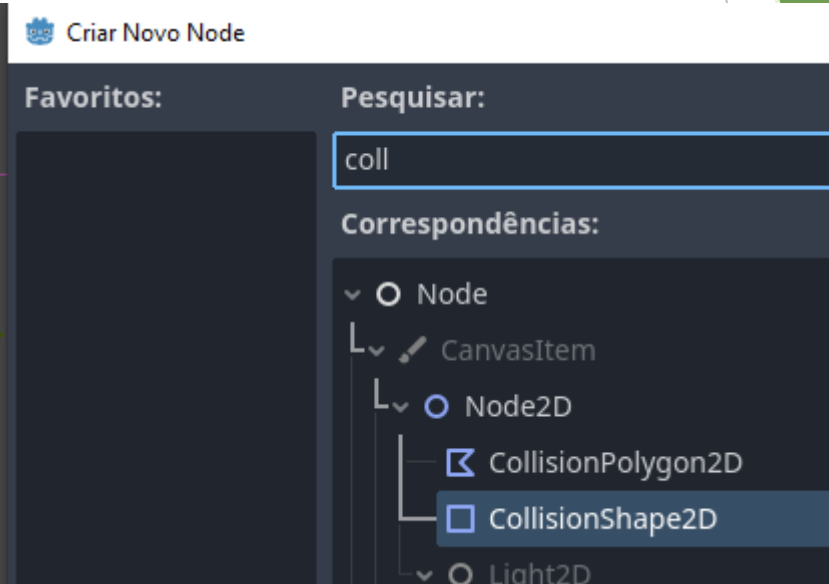 Criar Novo Node
Favoritos:
Pesquisar:
coll
Correspondências:
Node
CanvasItem
Node2D
CollisionPolygon2D
CollisionShape2D
Light2D